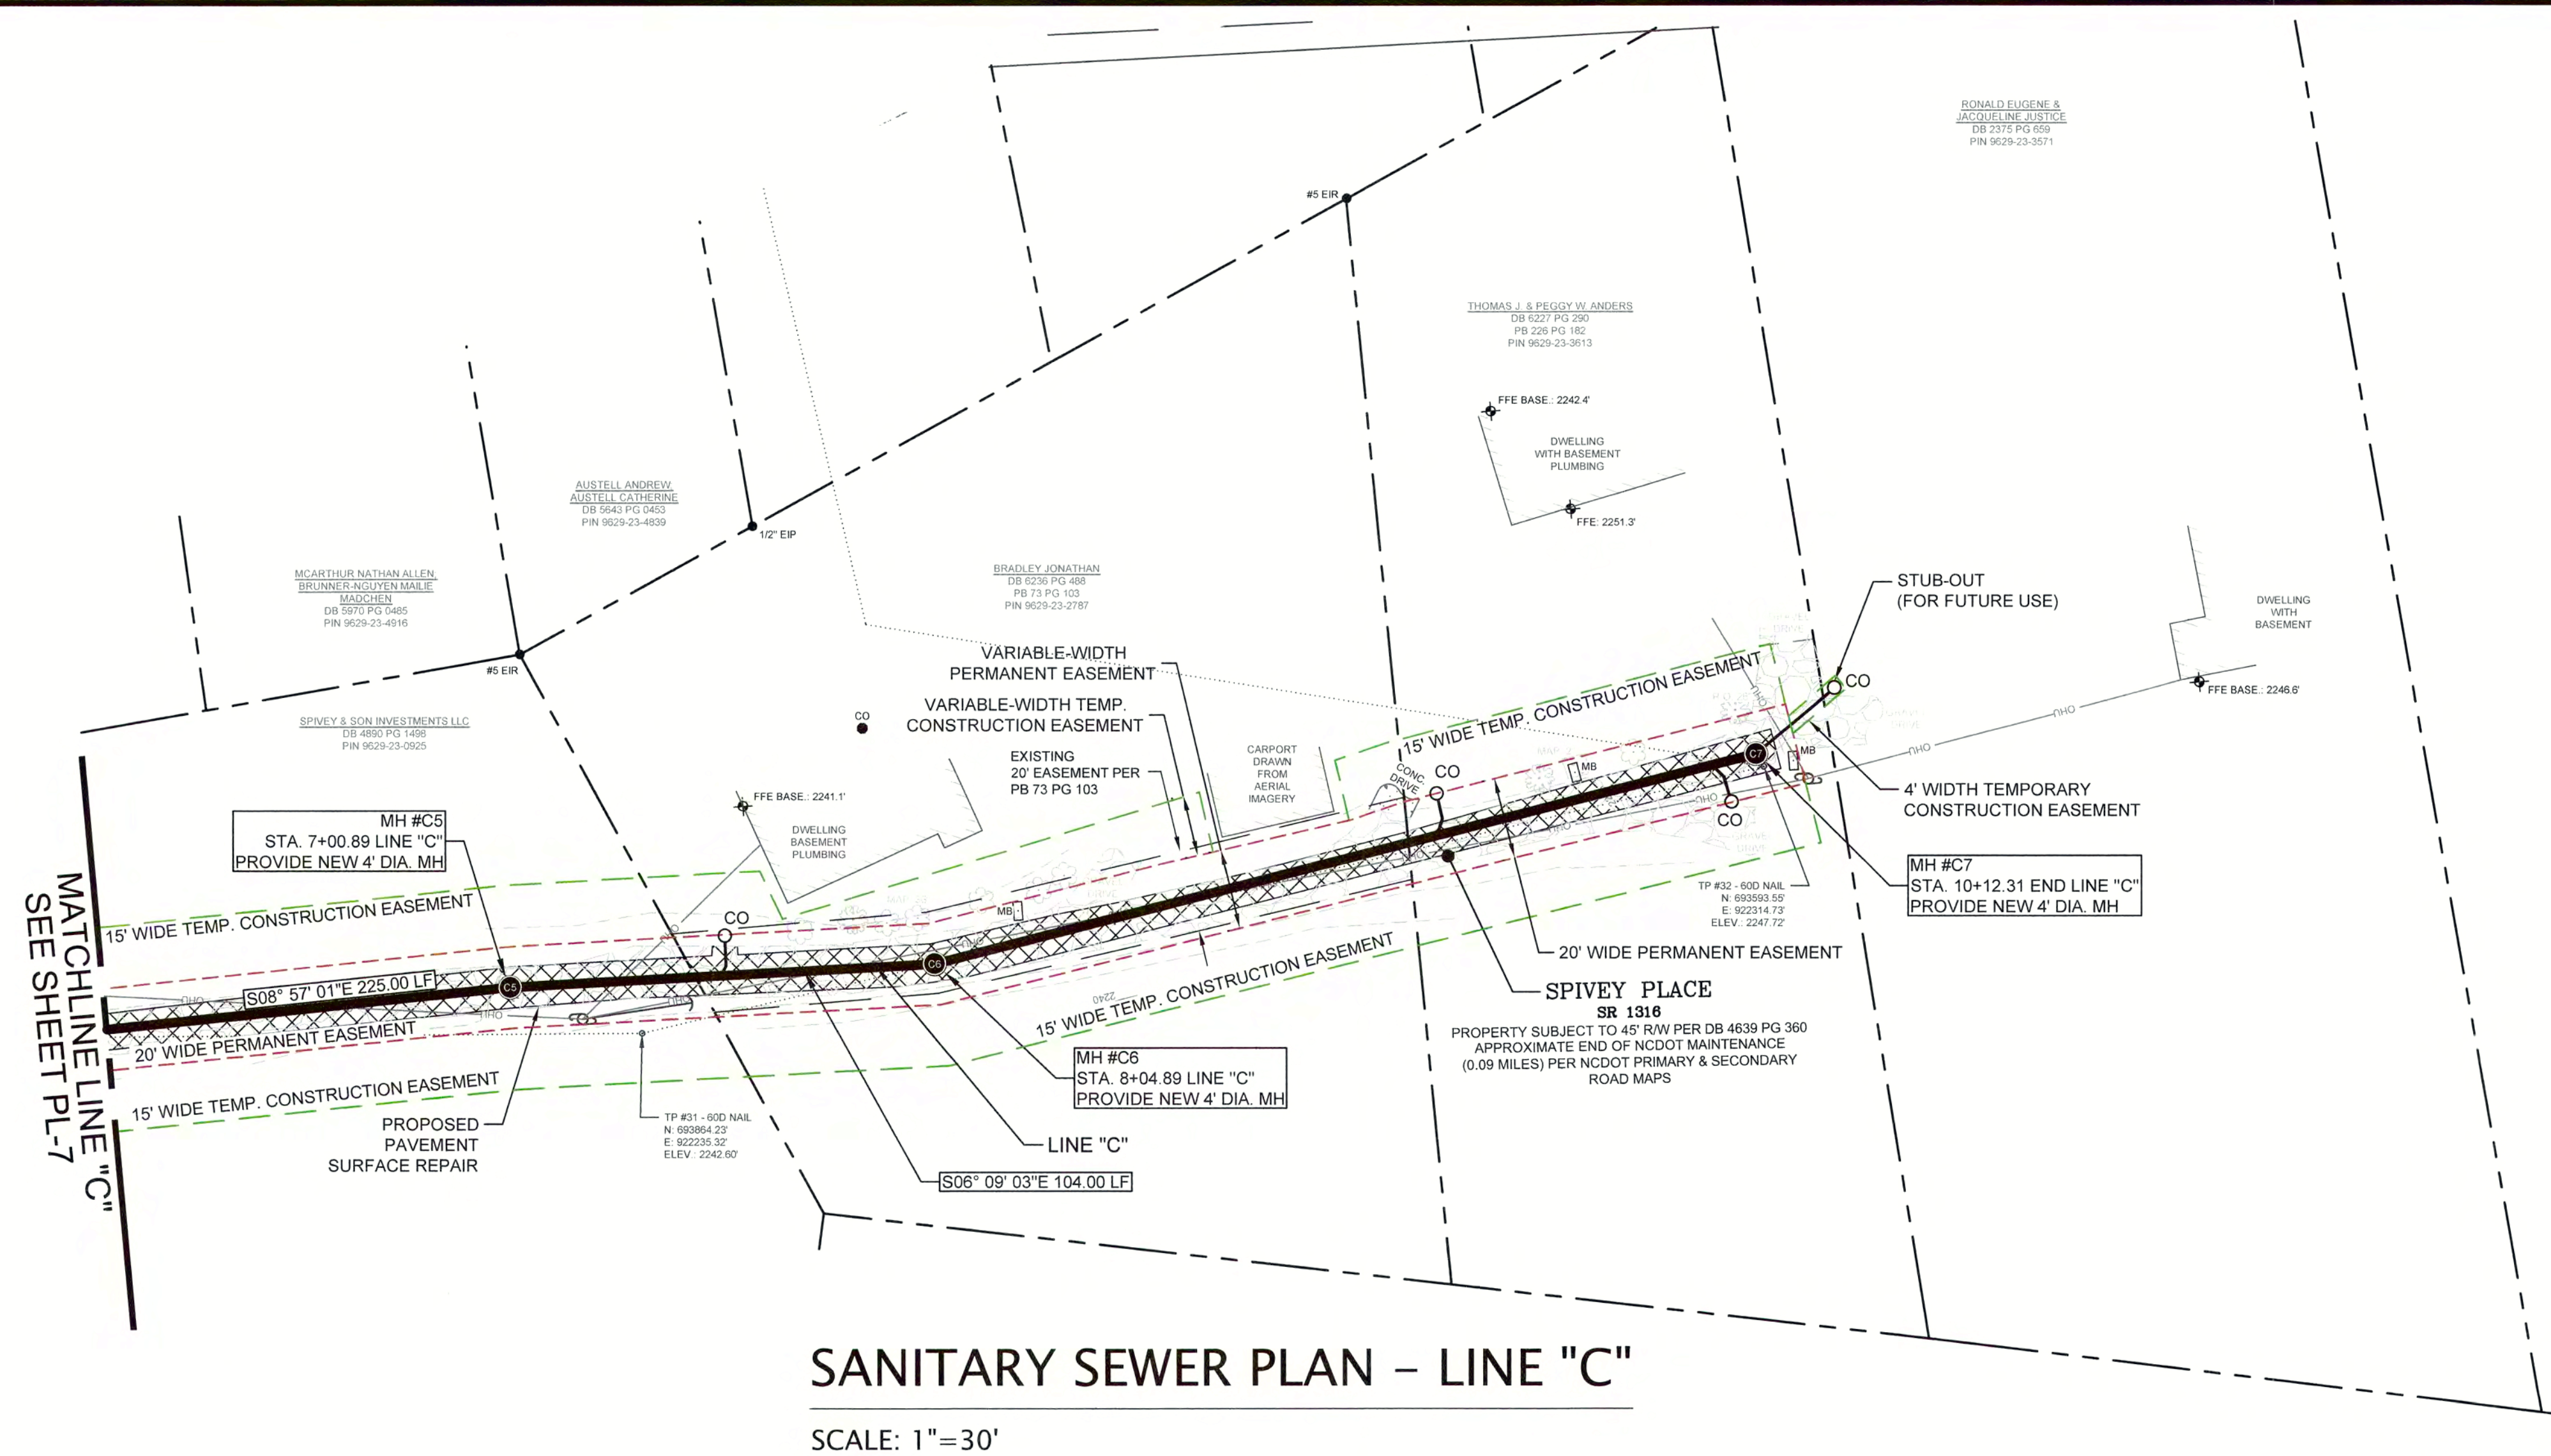 RONALD EUGENE &
JACQUELINE JUSTICE
DB 2375 PG 659
PIN 9629-23-3571
#5 EIR
THOMAS J. & PEGGY W. ANDERS
DB 6227 PG 290
PB 226 PG 182
PIN 9629-23-3613
FFE BASE.: 2242.4'
DWELLING
WITH BASEMENT
PLUMBING
FFE: 2251.3'
AUSTELL ANDREW,
AUSTELL CATHERINE
DB 5643 PG 0453
PIN 9629-23-4839
1/2" EIP
MCARTHUR NATHAN ALLEN,
BRUNNER-NGUYEN MAILIE
MADCHEN
DB 5970 PG 0485
PIN 9629-23-4916
BRADLEY JONATHAN
DB 6236 PG 488
PB 73 PG 103
PIN 9629-23-2787
STUB-OUT
(FOR FUTURE USE)
DWELLING
WITH
BASEMENT
FFE BASE.: 2246.6'
#5 EIR
SPIVEY & SON INVESTMENTS LLC
DB 4890 PG 1498
PIN 9629-23-0925
VARIABLE-WIDTH
PERMANENT EASEMENT
VARIABLE-WIDTH TEMP.
CONSTRUCTION EASEMENT
EXISTING
20' EASEMENT PER
PB 73 PG 103
CO
CARPORT
DRAWN
FROM
AERIAL
IMAGERY
15' WIDE TEMP. CONSTRUCTION EASEMENT
CO
CONC.
DRIVE
CO
MB
MB
C7
CO
OHU
OHU
OHU
OHU
OHU
OHU
4' WIDTH TEMPORARY
CONSTRUCTION EASEMENT
MH #C7
STA. 10+12.31 END LINE "C"
PROVIDE NEW 4' DIA. MH
TP #32 - 60D NAIL
N: 693593.55'
E: 922314.73'
ELEV.: 2247.72'
20' WIDE PERMANENT EASEMENT
SPIVEY PLACE
SR 1316
PROPERTY SUBJECT TO 45' R/W PER DB 4639 PG 360
APPROXIMATE END OF NCDOT MAINTENANCE
(0.09 MILES) PER NCDOT PRIMARY & SECONDARY
ROAD MAPS
FFE BASE.: 2241.1'
DWELLING
BASEMENT
PLUMBING
MH #C5
STA. 7+00.89 LINE "C"
PROVIDE NEW 4' DIA. MH
MATCHLINE LINE "C"
SEE SHEET PL-7
15' WIDE TEMP. CONSTRUCTION EASEMENT
CO
MB
OHU
OHU
OHU
OHU
OHU
S08° 57' 01"E 225.00 LF
C5
C6
20' WIDE PERMANENT EASEMENT
15' WIDE TEMP. CONSTRUCTION EASEMENT
2240
15' WIDE TEMP. CONSTRUCTION EASEMENT
PROPOSED
PAVEMENT
SURFACE REPAIR
TP #31 - 60D NAIL
N: 693864.23'
E: 922235.32'
ELEV.: 2242.60'
MH #C6
STA. 8+04.89 LINE "C"
PROVIDE NEW 4' DIA. MH
LINE "C"
S06° 09' 03"E 104.00 LF
SANITARY SEWER PLAN – LINE "C"
SCALE: 1"=30'